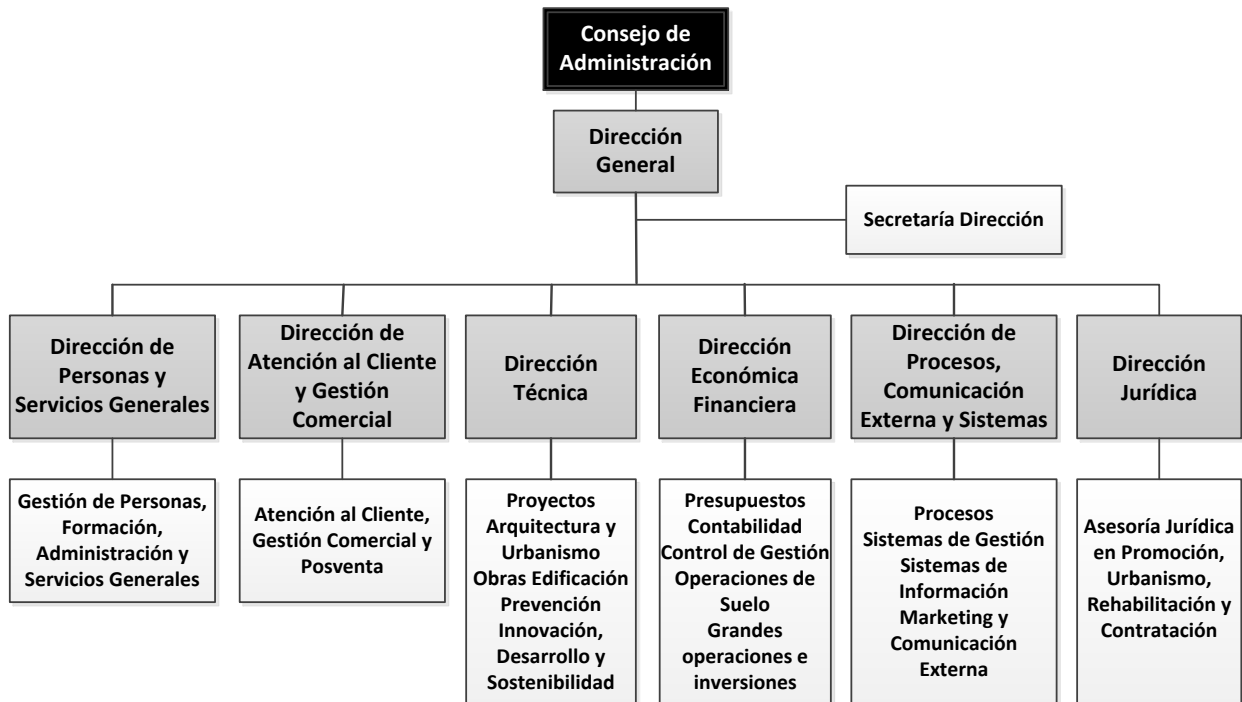 Consejo de
Administración
Dirección
General
Secretaría Dirección
Dirección de
Personas y
Servicios Generales
Dirección de
Atención al Cliente
y Gestión
Comercial
Dirección
Técnica
Dirección
Económica
Financiera
Dirección de
Procesos,
Comunicación
Externa y Sistemas
Dirección
Jurídica
Gestión de Personas,
Formación,
Administración y
Servicios Generales
Atención al Cliente,
Gestión Comercial y
Posventa
Proyectos
Arquitectura y
Urbanismo
Obras Edificación
Prevención
Innovación,
Desarrollo y
Sostenibilidad
Presupuestos
Contabilidad
Control de Gestión
Operaciones de
Suelo
Grandes
operaciones e
inversiones
Procesos
Sistemas de Gestión
Sistemas de
Información
Marketing y
Comunicación
Externa
Asesoría Jurídica
en Promoción,
Urbanismo,
Rehabilitación y
Contratación